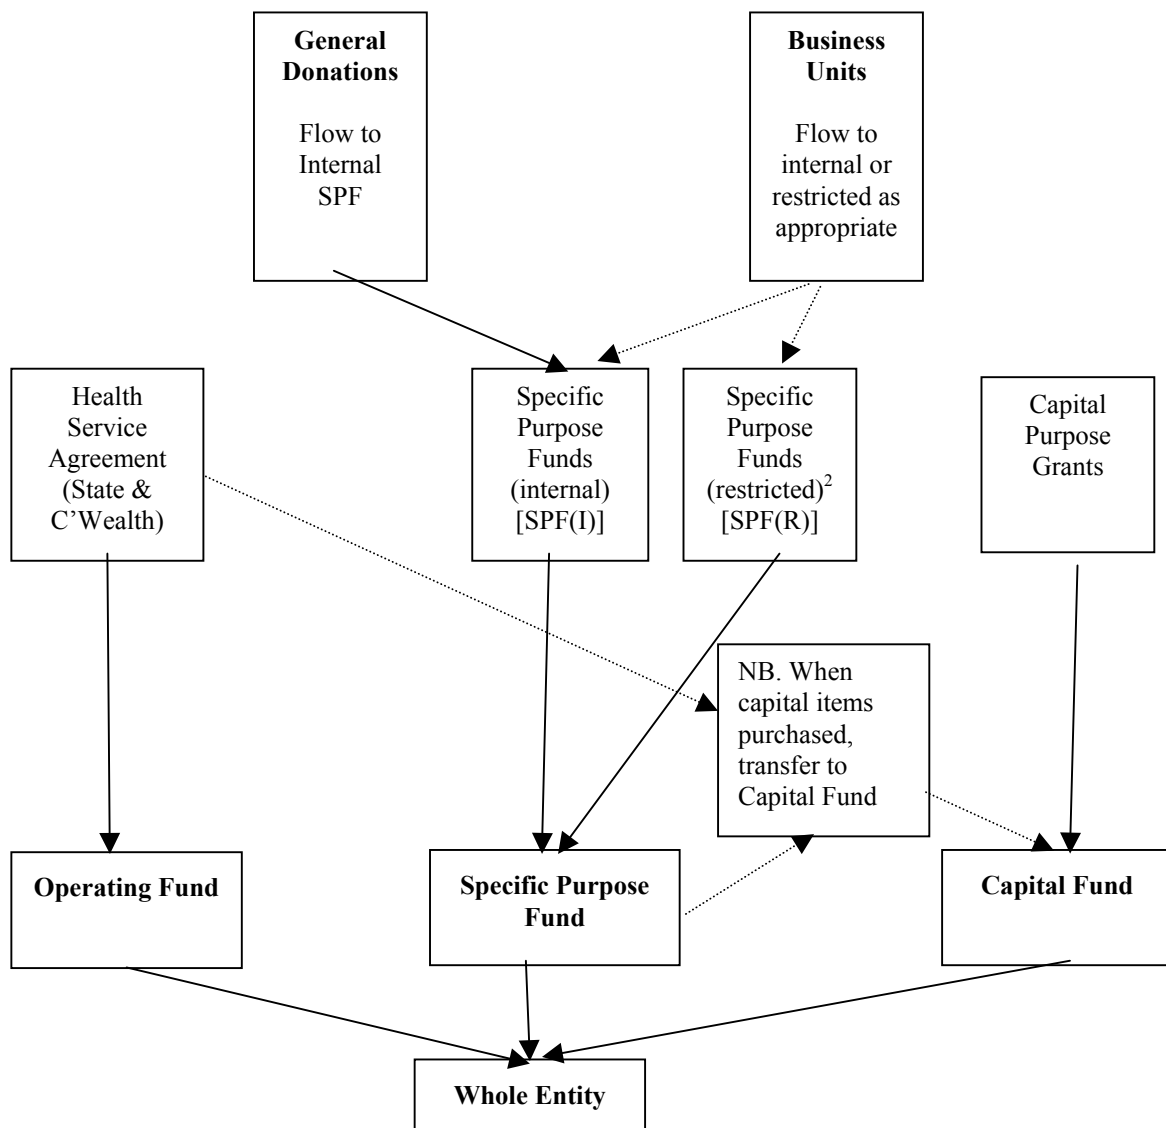 General
Donations
Flow to
Internal
SPF
Business
Units
Flow to
internal or
restricted as
appropriate
Health
Service
Agreement
(State &
C’Wealth)
Specific
Purpose
Funds
(internal)
[SPF(I)]
Specific
Purpose
Funds
(restricted)²
[SPF(R)]
Capital
Purpose
Grants
NB. When
capital items
purchased,
transfer to
Capital Fund
Operating Fund
Specific Purpose
Fund
Capital Fund
Whole Entity